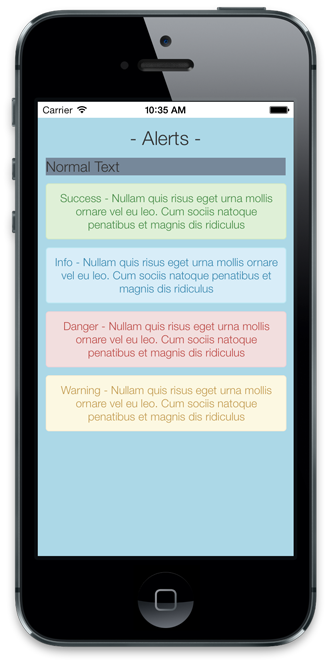 Carrier 10:35 AM
- Alerts -
Normal Text
Success - Nullam quis risus eget urna mollis
ornare vel eu leo. Cum sociis natoque
penatibus et magnis dis ridiculus
Info - Nullam quis risus eget urna mollis ornare
vel eu leo. Cum sociis natoque penatibus et
magnis dis ridiculus
Danger - Nullam quis risus eget urna mollis
ornare vel eu leo. Cum sociis natoque
penatibus et magnis dis ridiculus
Warning - Nullam quis risus eget urna mollis
ornare vel eu leo. Cum sociis natoque
penatibus et magnis dis ridiculus